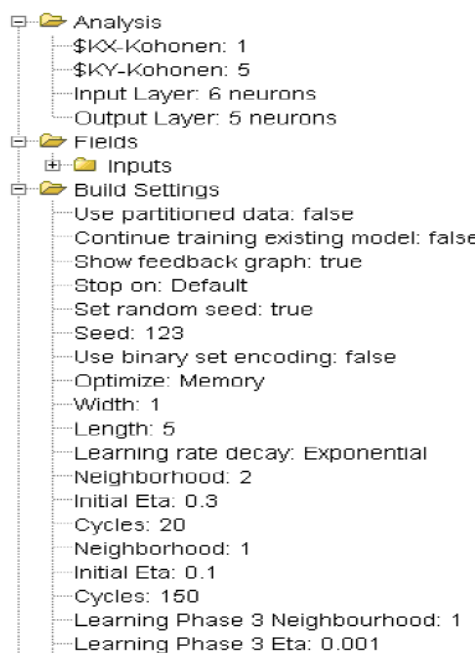 Analysis
$KX-Kohonen: 1
$KY-Kohonen: 5
Input Layer: 6 neurons
Output Layer: 5 neurons
Fields
Inputs
Build Settings
Use partitioned data: false
Continue training existing model: false
Show feedback graph: true
Stop on: Default
Set random seed: true
Seed: 123
Use binary set encoding: false
Optimize: Memory
Width: 1
Length: 5
Learning rate decay: Exponential
Neighborhood: 2
Initial Eta: 0.3
Cycles: 20
Neighborhood: 1
Initial Eta: 0.1
Cycles: 150
Learning Phase 3 Neighbourhood: 1
Learning Phase 3 Eta: 0.001